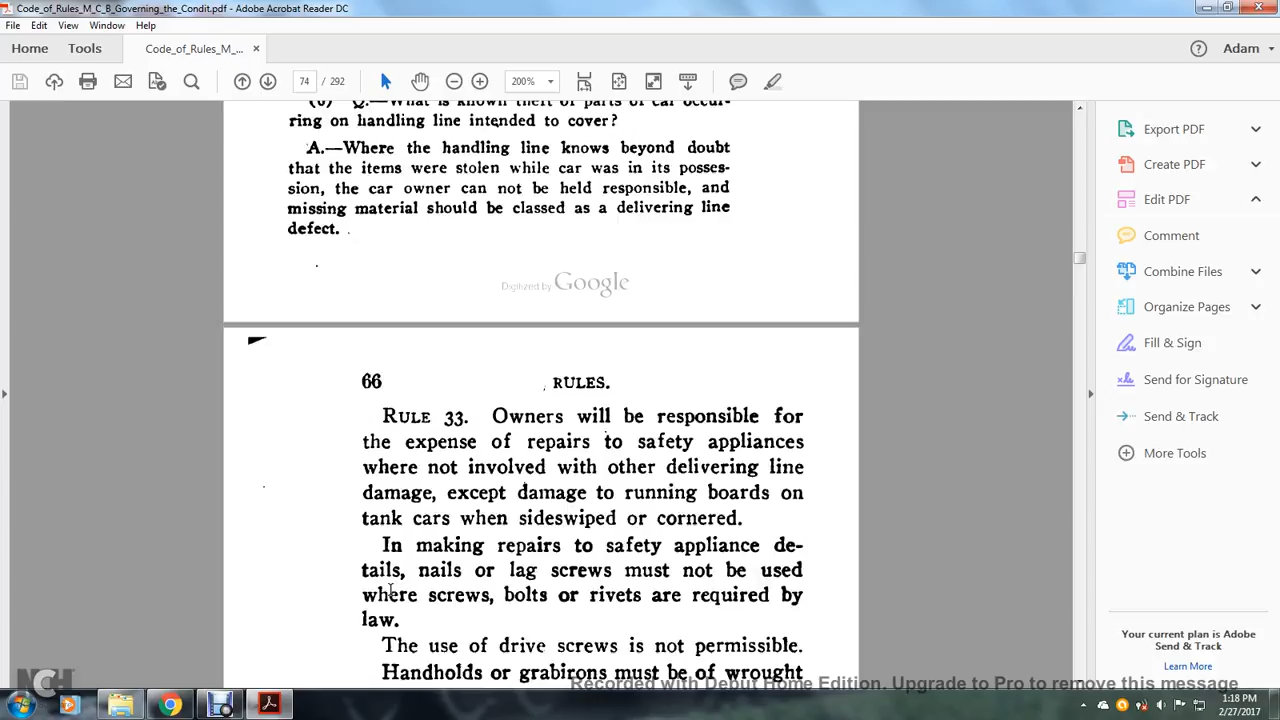 Code_of_Rules_M_C_B_Governing_the_Condit.pdf - Adobe Acrobat Reader DC
File Edit View Window Help
Home Tools Code_of_Rules_M_... × Adam
74 / 292 200%
(6) Q.—What is known theft of parts of car occur-
ring on handling line intended to cover?
A.—Where the handling line knows beyond doubt
that the items were stolen while car was in its posses-
sion, the car owner can not be held responsible, and
missing material should be classed as a delivering line
defect.
Digitized by Google
66 RULES.
RULE 33. Owners will be responsible for
the expense of repairs to safety appliances
where not involved with other delivering line
damage, except damage to running boards on
tank cars when sideswiped or cornered.
In making repairs to safety appliance de-
tails, nails or lag screws must not be used
where screws, bolts or rivets are required by
law.
The use of drive screws is not permissible.
Handholds or grabirons must be of wrought
Export PDF
Create PDF
Edit PDF
Comment
Combine Files
Organize Pages
Fill & Sign
Send for Signature
Send & Track
More Tools
Your current plan is Adobe
Send & Track
Learn More
NCH
Recorded with Debut Home Edition. Upgrade to Pro to remove this message
1:18 PM
2/27/2017